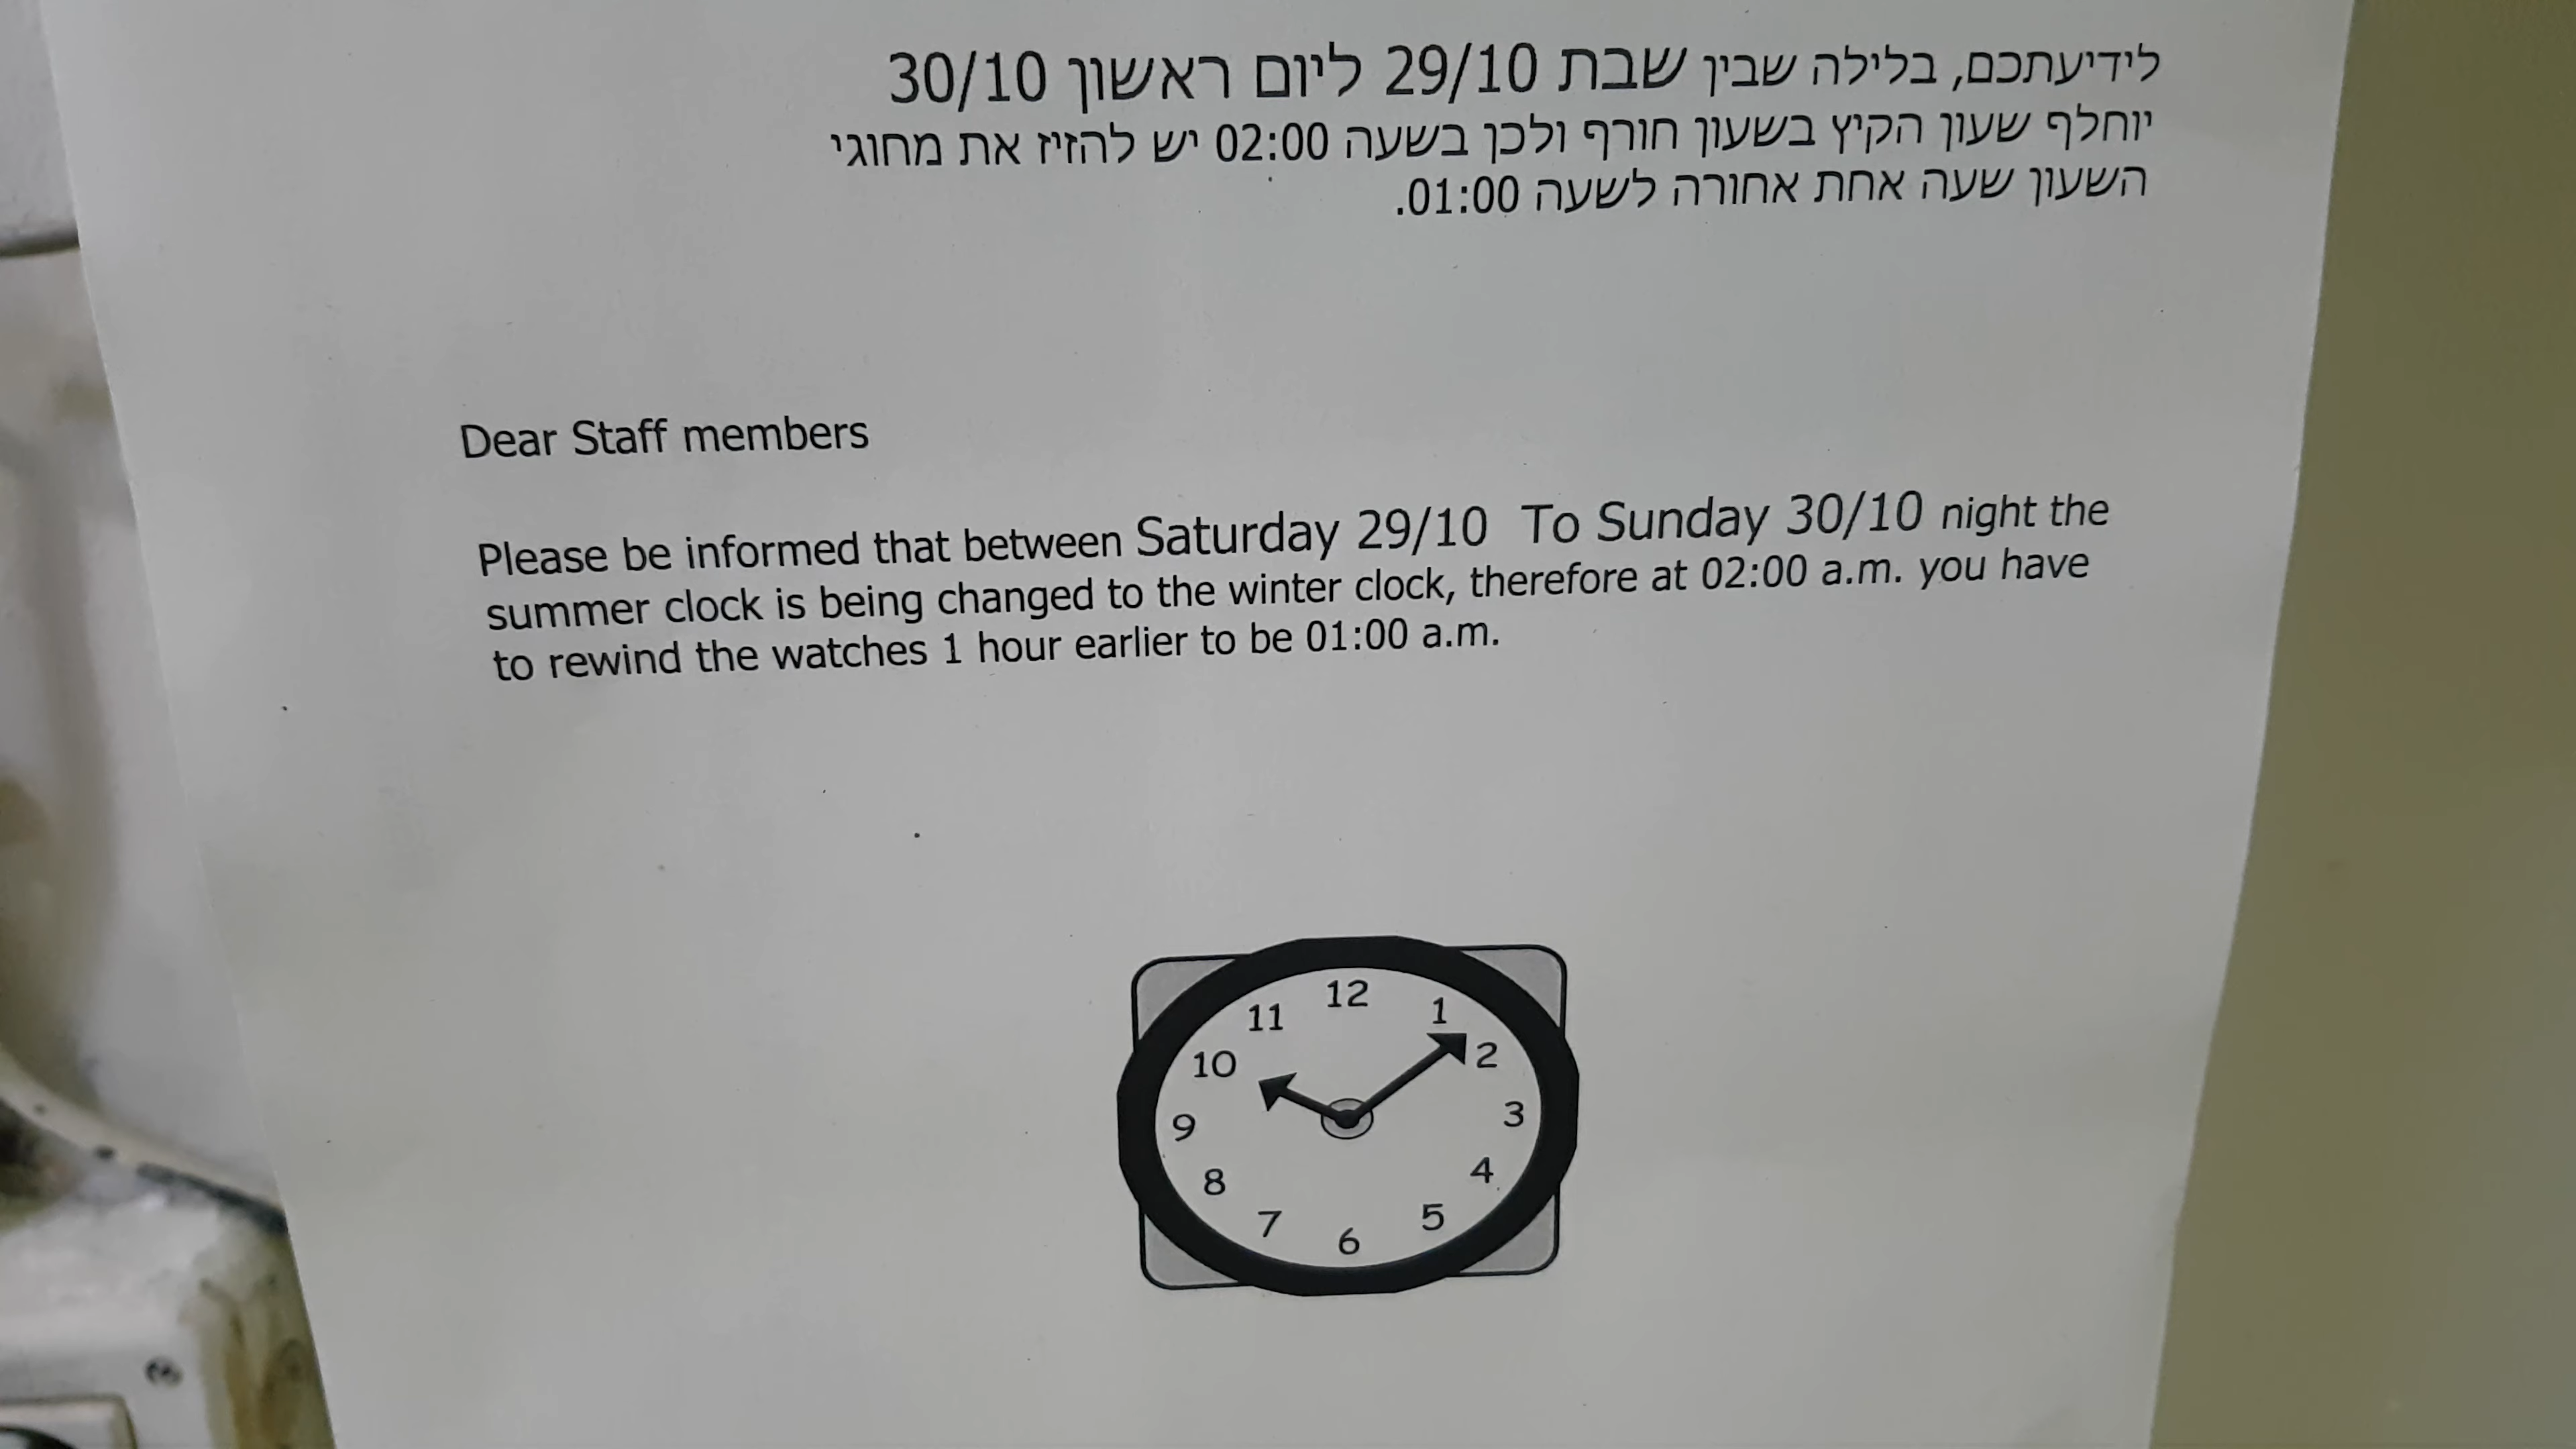 לידיעתכם, בלילה שבין שבת 29/10 ליום ראשון 30/10
יוחלף שעון הקיץ בשעון חורף ולכן בשעה 02:00 יש להזיז את מחוגי
השעון שעה אחת אחורה לשעה 01:00.
Dear Staff members
Please be informed that between Saturday 29/10 To Sunday 30/10 night the
summer clock is being changed to the winter clock, therefore at 02:00 a.m. you have
to rewind the watches 1 hour earlier to be 01:00 a.m.
12
11 1
10 2
9 3
8 4
7 5
6